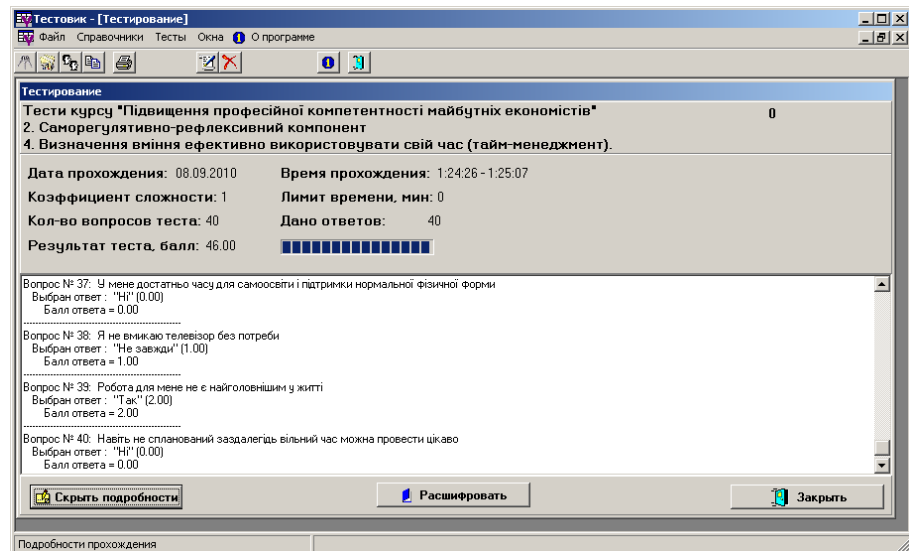 Тестовик - [Тестирование]
Файл Справочники Тесты Окна О программе
Тестирование
Тести курсу "Підвищення професійної компетентності майбутніх економістів" 0
2. Саморегулятивно-рефлексивний компонент
4. Визначення вміння ефективно використовувати свій час (тайм-менеджмент).
Дата прохождения: 08.09.2010 Время прохождения: 1:24:26 - 1:25:07
Коэффициент сложности: 1 Лимит времени, мин: 0
Кол-во вопросов теста: 40 Дано ответов: 40
Результат теста, балл: 46.00
Вопрос № 37: У мене достатньо часу для самоосвіти і підтримки нормальної фізичної форми
Выбран ответ : "Ні" (0.00)
Балл ответа = 0.00
Вопрос № 38: Я не вмикаю телевізор без потреби
Выбран ответ : "Не завжди" (1.00)
Балл ответа = 1.00
Вопрос № 39: Робота для мене не є найголовнішим у житті
Выбран ответ : "Так" (2.00)
Балл ответа = 2.00
Вопрос № 40: Навіть не спланований заздалегідь вільний час можна провести цікаво
Выбран ответ : "Ні" (0.00)
Балл ответа = 0.00
Скрыть подробности Расшифровать Закрыть
Подробности прохождения